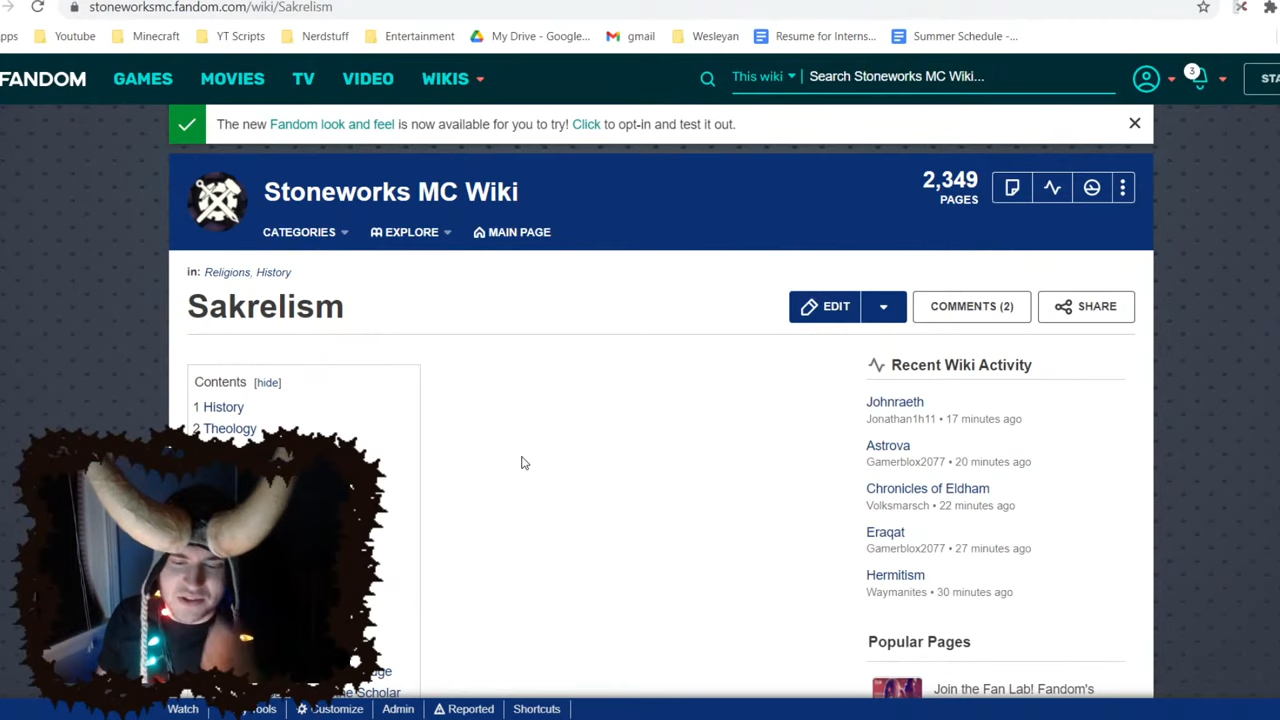 stoneworksmc.fandom.com/wiki/Sakrelism
pps Youtube Minecraft YT Scripts Nerdstuff Entertainment My Drive - Google... gmail Wesleyan Resume for Interns... Summer Schedule -...
FANDOM GAMES MOVIES TV VIDEO WIKIS This wiki Search Stoneworks MC Wiki... 3 STA
The new Fandom look and feel is now available for you to try! Click to opt-in and test it out.
Stoneworks MC Wiki
2,349
PAGES
CATEGORIES EXPLORE MAIN PAGE
in: Religions, History
Sakrelism
EDIT COMMENTS (2) SHARE
Contents [hide]
1 History
2 Theology
Recent Wiki Activity
Johnraeth
Jonathan1h11 • 17 minutes ago
Astrova
Gamerblox2077 • 20 minutes ago
Chronicles of Eldham
Volksmarsch • 22 minutes ago
Eraqat
Gamerblox2077 • 27 minutes ago
Hermitism
Waymanites • 30 minutes ago
Popular Pages
Join the Fan Lab! Fandom's
Scholar
Watch Tools Customize Admin Reported Shortcuts